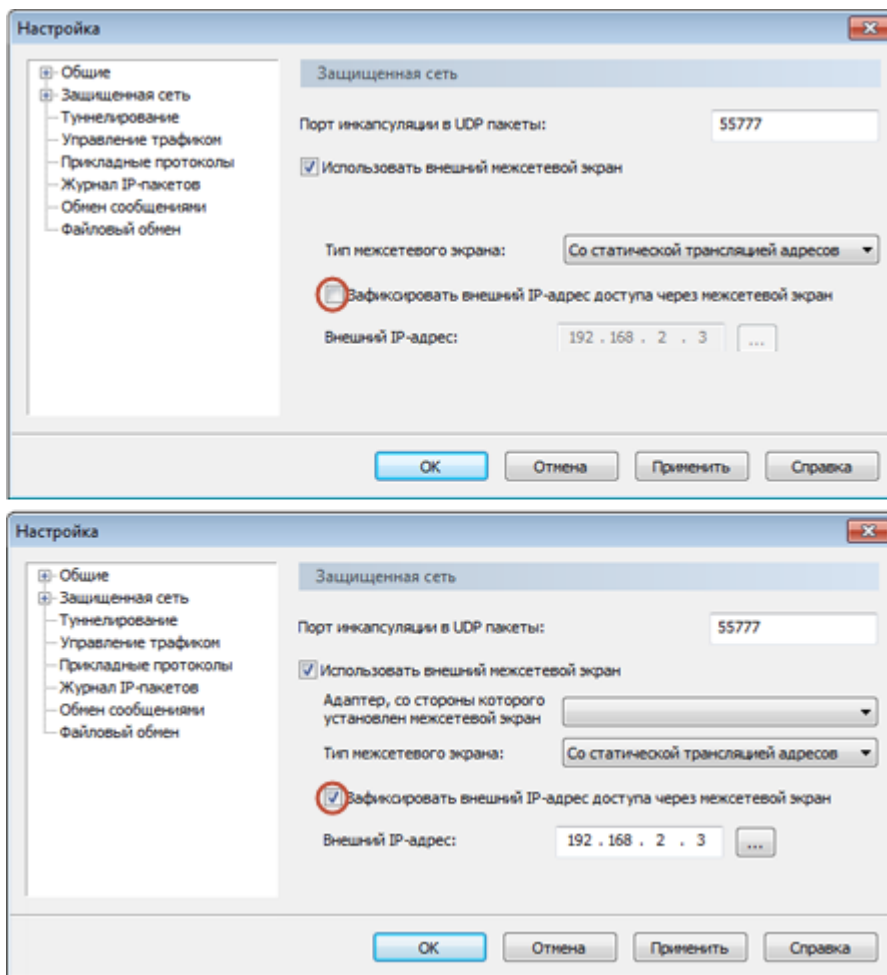 Настройка
Общие
Защищенная сеть
Туннелирование
Управление трафиком
Прикладные протоколы
Журнал IP-пакетов
Обмен сообщениями
Файловый обмен
Защищенная сеть
Порт инкапсуляции в UDP пакеты: 55777
Использовать внешний межсетевой экран
Тип межсетевого экрана: Со статической трансляцией адресов
Зафиксировать внешний IP-адрес доступа через межсетевой экран
Внешний IP-адрес: 192 . 168 . 2 . 3 ...
ОК Отмена Применить Справка
Настройка
Общие
Защищенная сеть
Туннелирование
Управление трафиком
Прикладные протоколы
Журнал IP-пакетов
Обмен сообщениями
Файловый обмен
Защищенная сеть
Порт инкапсуляции в UDP пакеты: 55777
Использовать внешний межсетевой экран
Адаптер, со стороны которого
установлен межсетевой экран
Тип межсетевого экрана: Со статической трансляцией адресов
Зафиксировать внешний IP-адрес доступа через межсетевой экран
Внешний IP-адрес: 192 . 168 . 2 . 3 ...
ОК Отмена Применить Справка